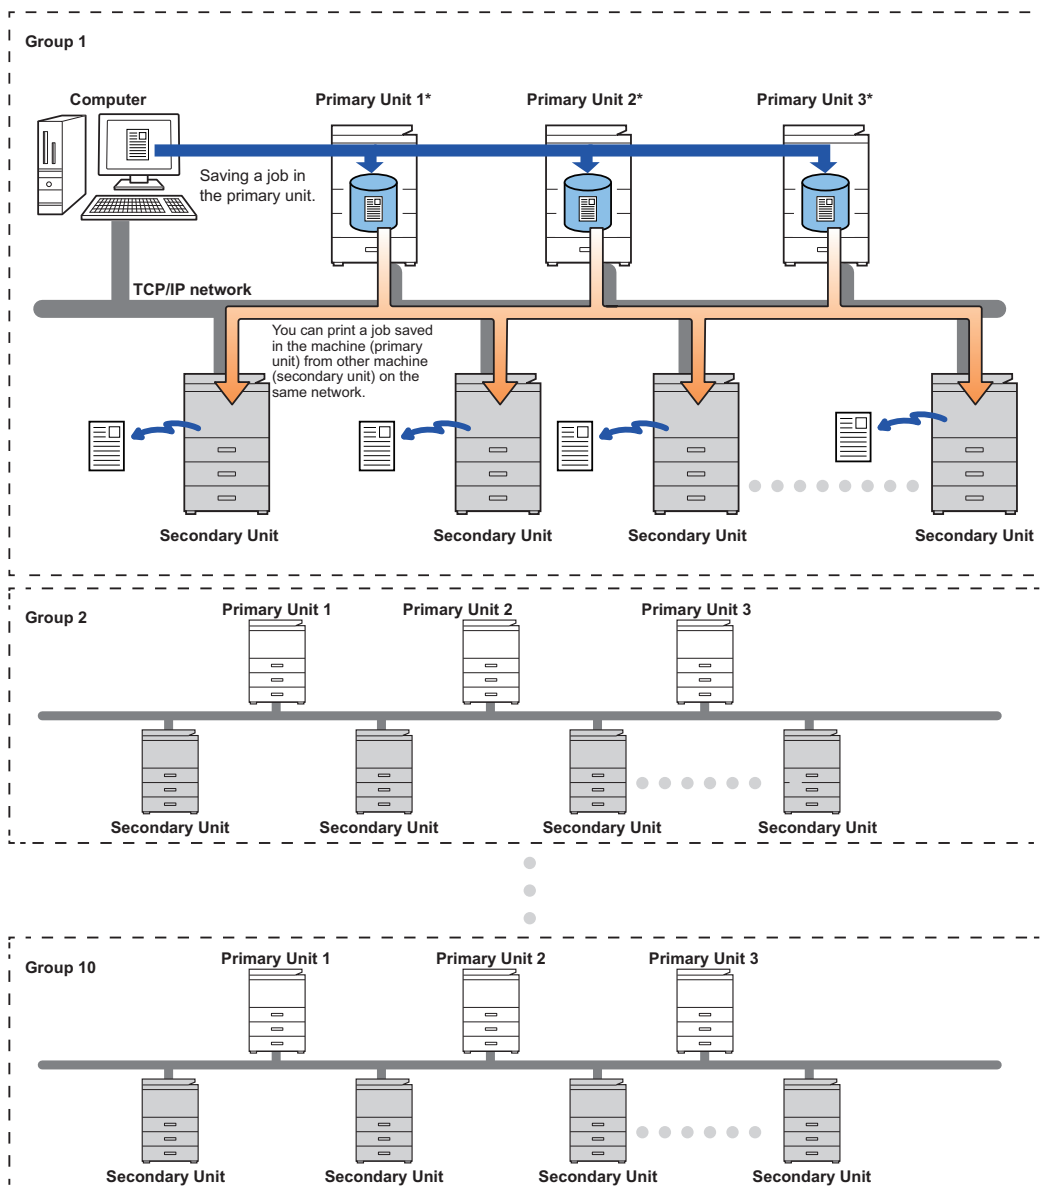 Group 1
Computer
Primary Unit 1*
Primary Unit 2*
Primary Unit 3*
Saving a job in
the primary unit.
TCP/IP network
You can print a job saved
in the machine (primary
unit) from other machine
(secondary unit) on the
same network.
Secondary Unit
Secondary Unit
Secondary Unit
Secondary Unit
Group 2
Primary Unit 1
Primary Unit 2
Primary Unit 3
Secondary Unit
Secondary Unit
Secondary Unit
Secondary Unit
Group 10
Primary Unit 1
Primary Unit 2
Primary Unit 3
Secondary Unit
Secondary Unit
Secondary Unit
Secondary Unit